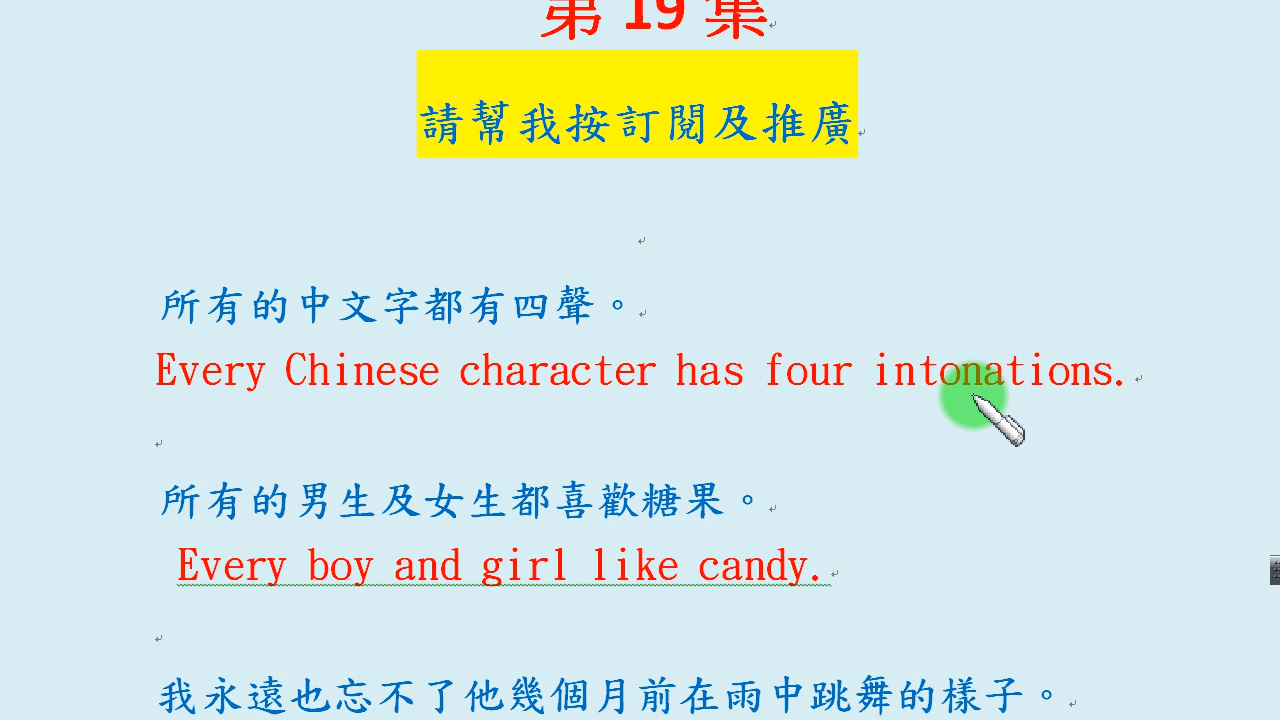 第 19 集
請幫我按訂閱及推廣
所有的中文字都有四聲。
Every Chinese character has four intonations.
所有的男生及女生都喜歡糖果。
Every boy and girl like candy.
我永遠也忘不了他幾個月前在雨中跳舞的樣子。